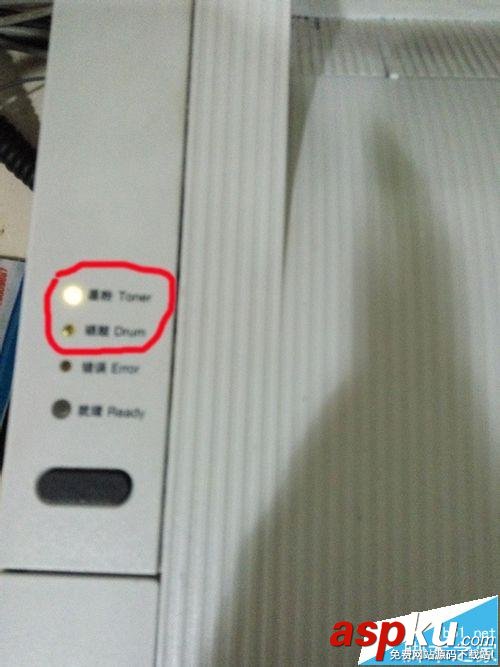 墨粉 Toner
硒鼓 Drum
错误 Error
就绪 Ready
aspku.com
免费网站源码下载站!